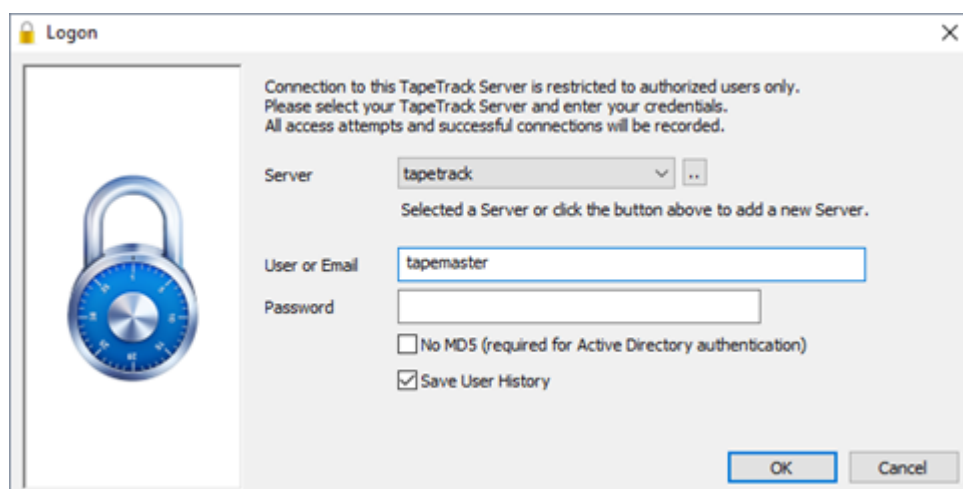 Logon
Connection to this TapeTrack Server is restricted to authorized users only.
Please select your TapeTrack Server and enter your credentials.
All access attempts and successful connections will be recorded.
Server tapetrack ..
Selected a Server or click the button above to add a new Server.
User or Email tapemaster
Password
No MD5 (required for Active Directory authentication)
Save User History
OK Cancel